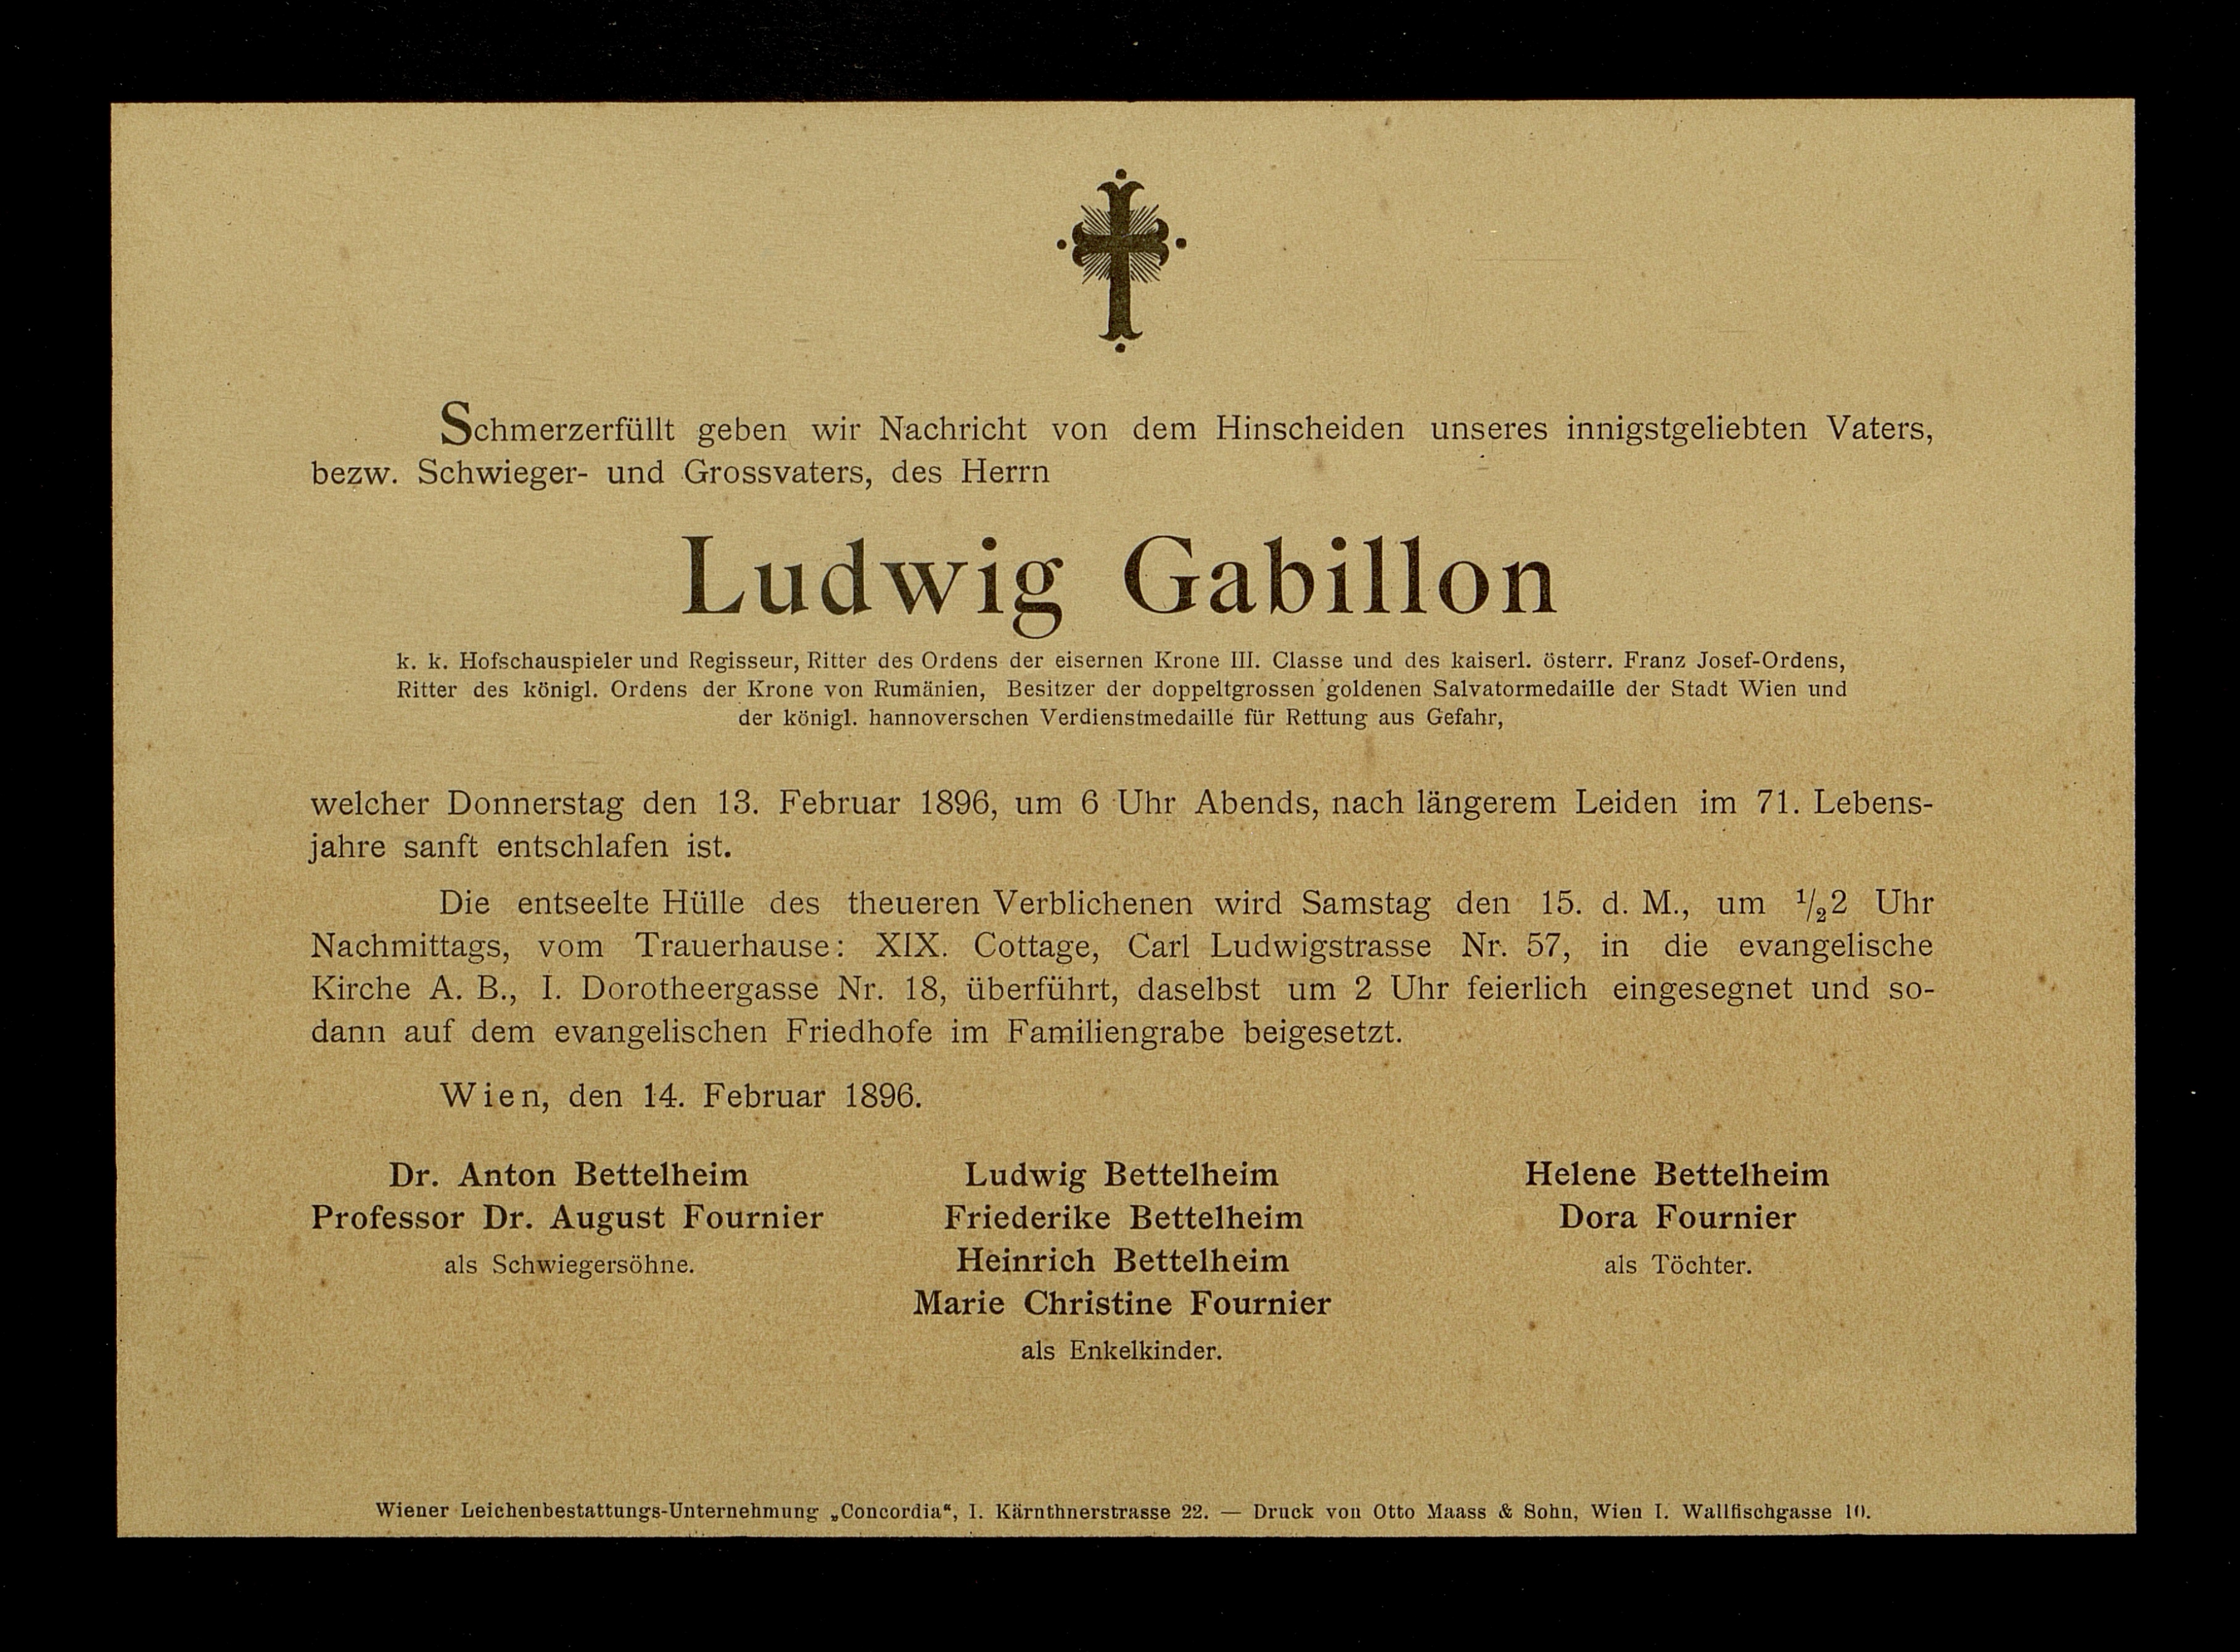 Schmerzerfüllt geben wir Nachricht von dem Hinscheiden unseres innigstgeliebten Vaters,
bezw. Schwieger- und Grossvaters, des Herrn
Ludwig Gabillon
k. k. Hofschauspieler und Regisseur, Ritter des Ordens der eisernen Krone III. Classe und des kaiserl. österr. Franz Josef-Ordens,
Ritter des königl. Ordens der Krone von Rumänien, Besitzer der doppeltgrossen goldenen Salvatormedaille der Stadt Wien und
der königl. hannoverschen Verdienstmedaille für Rettung aus Gefahr,
welcher Donnerstag den 13. Februar 1896, um 6 Uhr Abends, nach längerem Leiden im 71. Lebens-
jahre sanft entschlafen ist.
Die entseelte Hülle des theueren Verblichenen wird Samstag den 15. d. M., um 1/22 Uhr
Nachmittags, vom Trauerhause: XIX. Cottage, Carl Ludwigstrasse Nr. 57, in die evangelische
Kirche A. B., I. Dorotheergasse Nr. 18, überführt, daselbst um 2 Uhr feierlich eingesegnet und so-
dann auf dem evangelischen Friedhofe im Familiengrabe beigesetzt.
Wien, den 14. Februar 1896.
Dr. Anton Bettelheim
Professor Dr. August Fournier
als Schwiegersöhne.
Ludwig Bettelheim
Friederike Bettelheim
Heinrich Bettelheim
Marie Christine Fournier
als Enkelkinder.
Helene Bettelheim
Dora Fournier
als Töchter.
Wiener Leichenbestattungs-Unternehmung „Concordia“, I. Kärnthnerstrasse 22. — Druck von Otto Maass & Sohn, Wien I. Wallfischgasse 10.